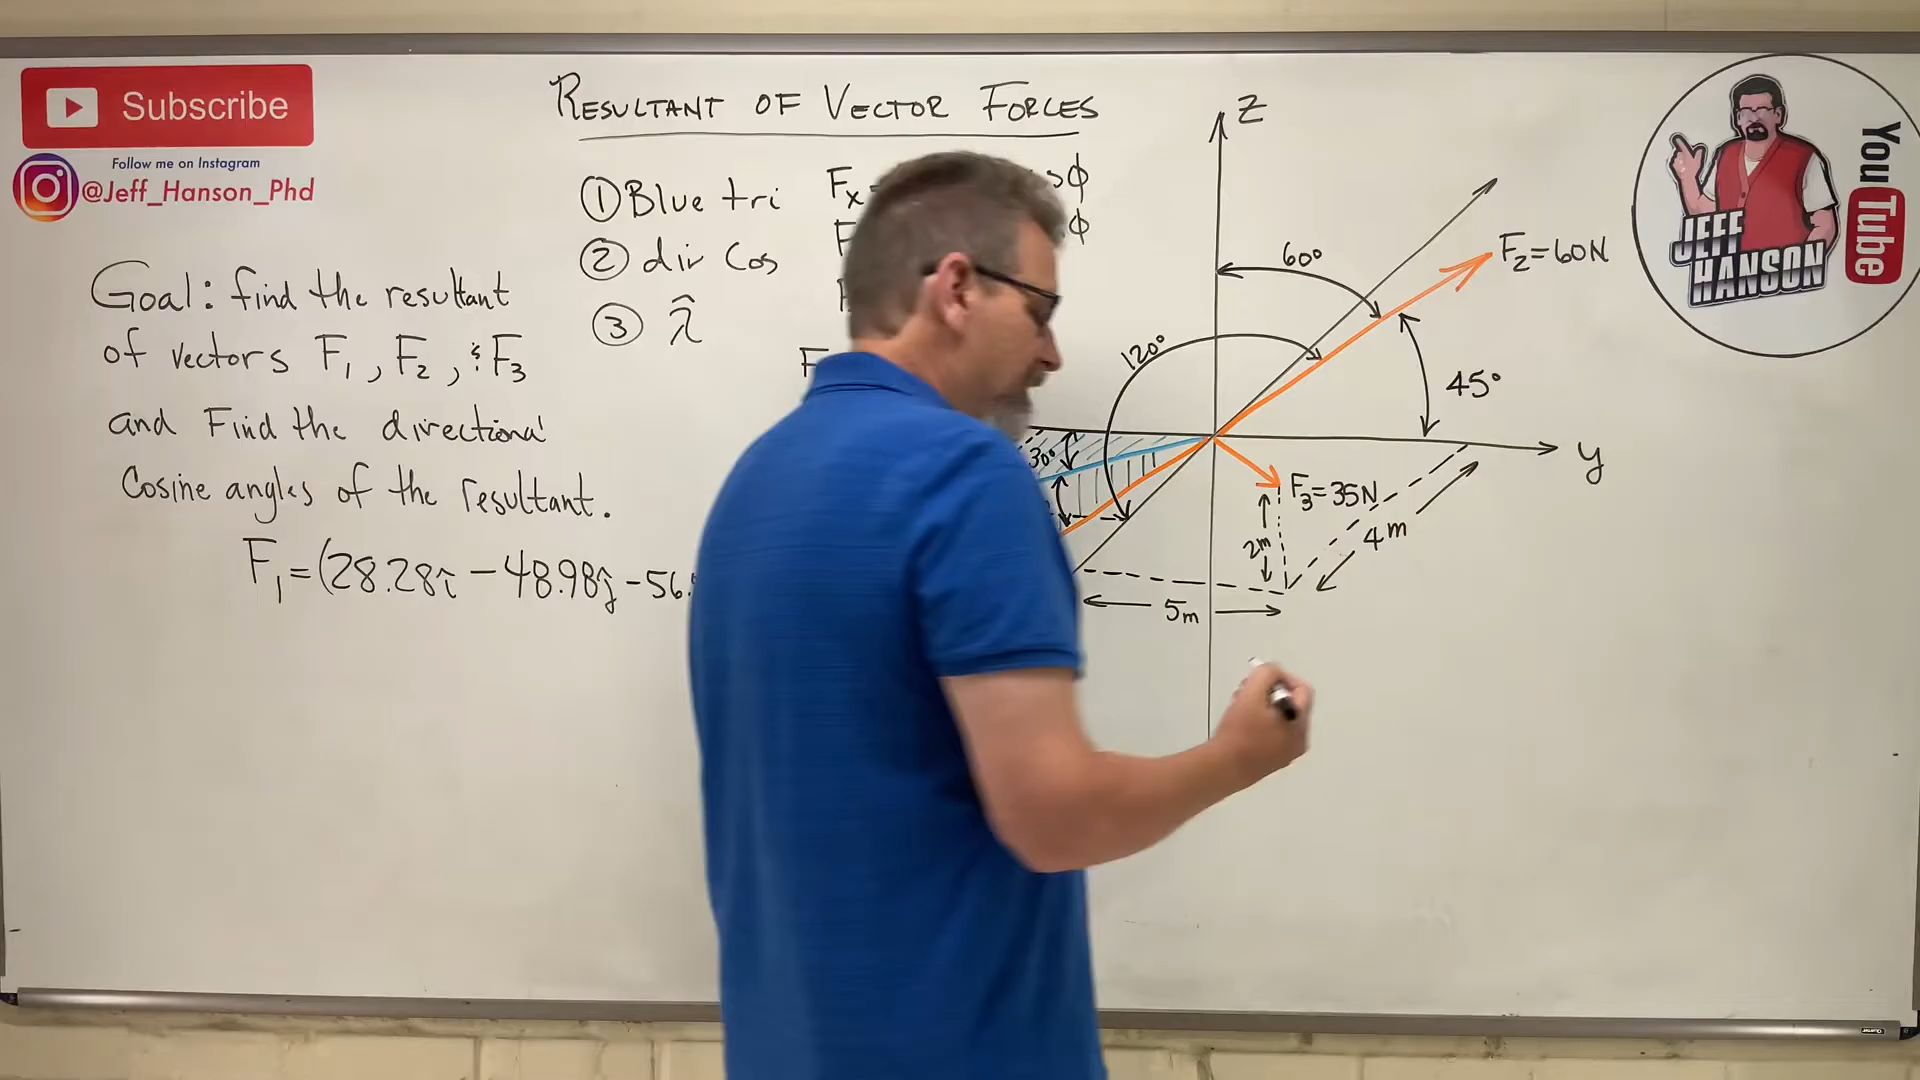 Subscribe
Follow me on Instagram
@Jeff_Hanson_Phd
RESULTANT OF VECTOR FORCES
① Blue tri
② dir Cos
③ λ̂
Fx=
ϕ
ϕ
Goal: find the resultant
of vectors F₁, F₂, & F₃
and Find the directional
Cosine angles of the resultant.
F₁=(28.28î -48.98ĵ -56.
Z
60°
F₂=60N
120°
45°
30°
y
F₃=35N
2m
4m
5m
JEFF
HANSON
YouTube